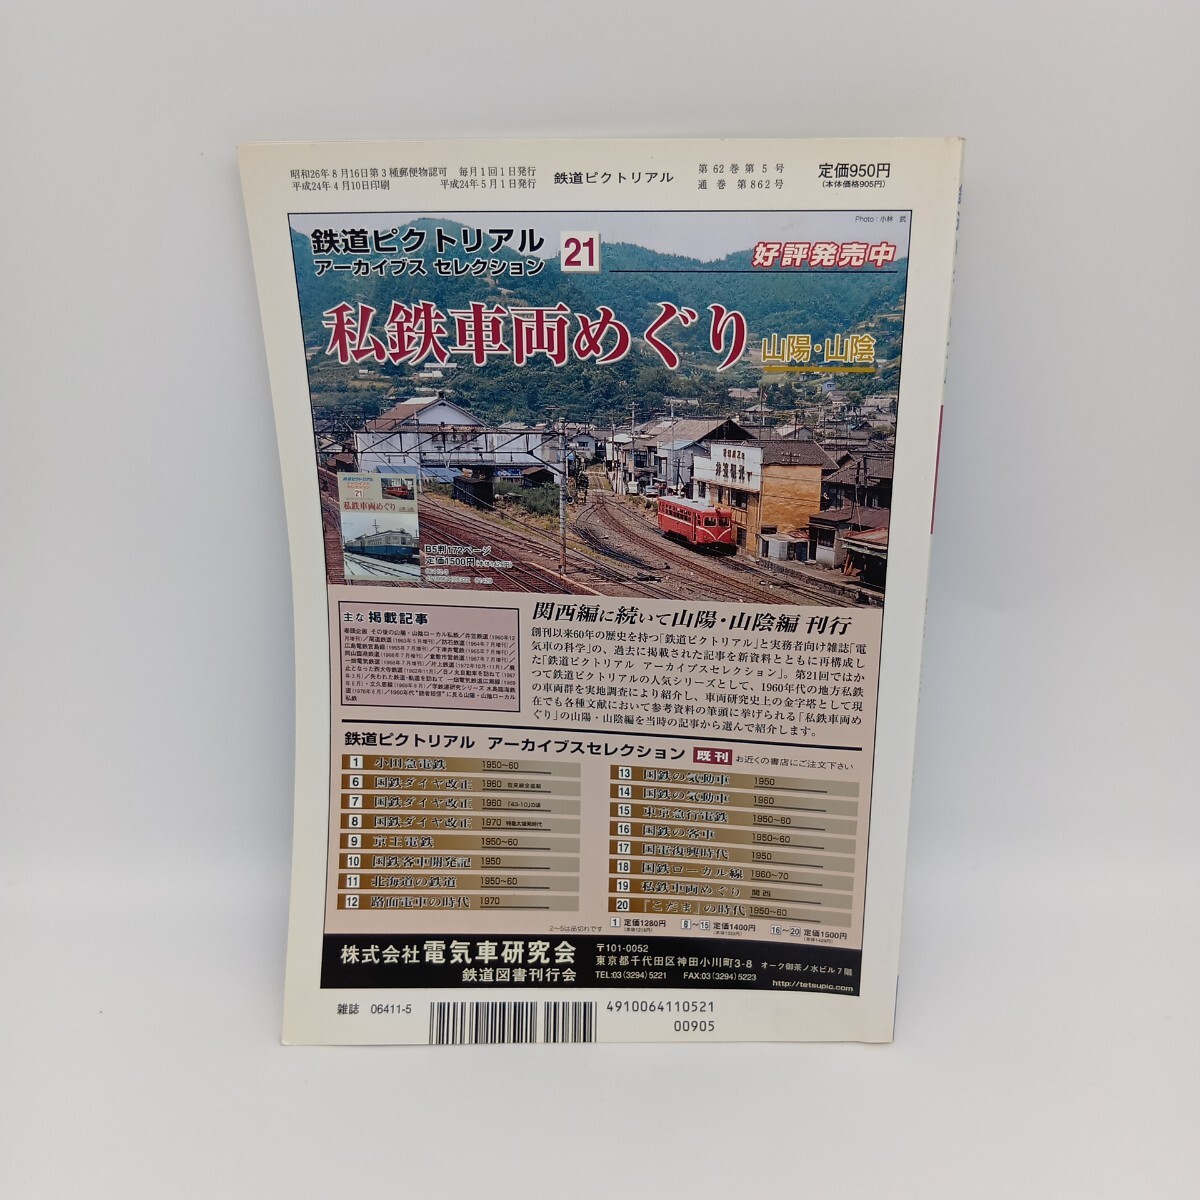 昭和26年8月16日第3種郵便物認可 毎月1回1日発行
平成24年4月10日印刷 平成24年5月1日発行
鉄道ピクトリアル
第62巻第5号
通巻 第862号
定価950円
(本体価格905円)
Photo:小林 武
鉄道ピクトリアル
アーカイブス セレクション
21
好評発売中
私鉄車両めぐり
山陽・山陰
鉄道ピクトリアル
21
私鉄車両めぐり
B5判172ページ
定価1500円
主な掲載記事
関西編に続いて山陽・山陰編 刊行
創刊以来60年の歴史を持つ「鉄道ピクトリアル」と実務者向け雑誌「電
気車の科学」の、過去に掲載された記事を新資料とともに再構成し
た「鉄道ピクトリアル アーカイブスセレクション」。第21回ではか
つて鉄道ピクトリアルの人気シリーズとして、1960年代の地方私鉄
の車両群を実地調査により紹介し、車両研究史上の金字塔として現
在でも各種文献において参考資料の筆頭に挙げられる「私鉄車両め
ぐり」の山陽・山陰編を当時の記事から選んで紹介します。
鉄道ピクトリアル アーカイブスセレクション 既刊 お近くの書店にご注文下さい
1 小田急電鉄 1950~60
6 国鉄ダイヤ改正 1960
7 国鉄ダイヤ改正 1960 「43-10」の頃
8 国鉄ダイヤ改正 1970
9 京王電鉄 1950~60
10 国鉄客車開発記 1950
11 北海道の鉄道 1950~60
12 路面電車の時代 1970
13 国鉄の気動車 1950
14 国鉄の気動車 1960
15 東京急行電鉄 1950~60
16 国鉄の客車 1950~60
17 国電復興時代 1950
18 国鉄ローカル線 1960~70
19 私鉄車両めぐり 関西
20 「こだま」の時代 1950~60
2~5は品切れです
1 定価1280円 6~15 定価1400円 16~20 定価1500円
株式会社 電気車研究会
鉄道図書刊行会
〒101-0052
東京都千代田区神田小川町3-8 オーク御茶ノ水ビル7階
TEL:03(3294)5221 FAX:03(3294)5223
http://tetsupic.com/
雑誌 06411-5
4910064110521
00905